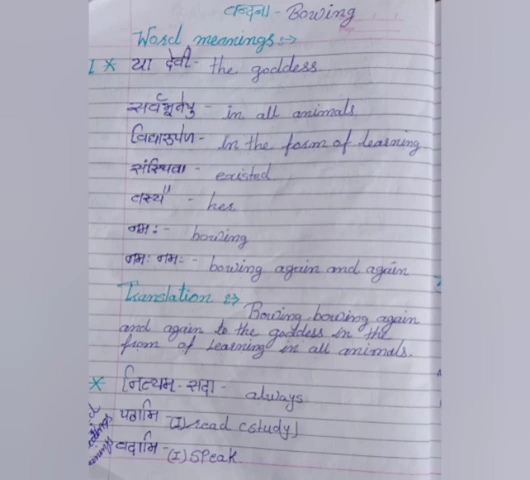 वन्दना - Bowing
Word meanings:->
I * या देवी - the goddess
सर्वभूतेषु - in all animals
विद्यारूपेण - In the form of learning
संस्थिता - existed
तस्यै - her
नमः - bowing
नमः नमः - bowing again and again
Translation :->
Bowing bowing again
and again to the goddess in the
from of learning in all animals.
* नित्यम - सदा - always
पठामि - (I) read (study)
वदामि - (I) speak